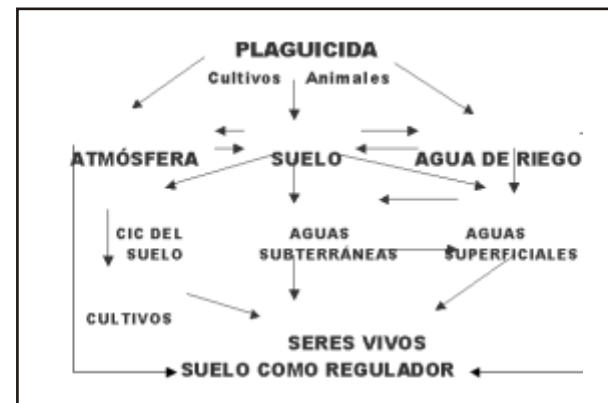 PLAGUICIDA
Cultivos Animales
ATMÓSFERA SUELO AGUA DE RIEGO
CIC DEL SUELO
AGUAS SUBTERRÁNEAS
AGUAS SUPERFICIALES
CULTIVOS
SERES VIVOS
SUELO COMO REGULADOR